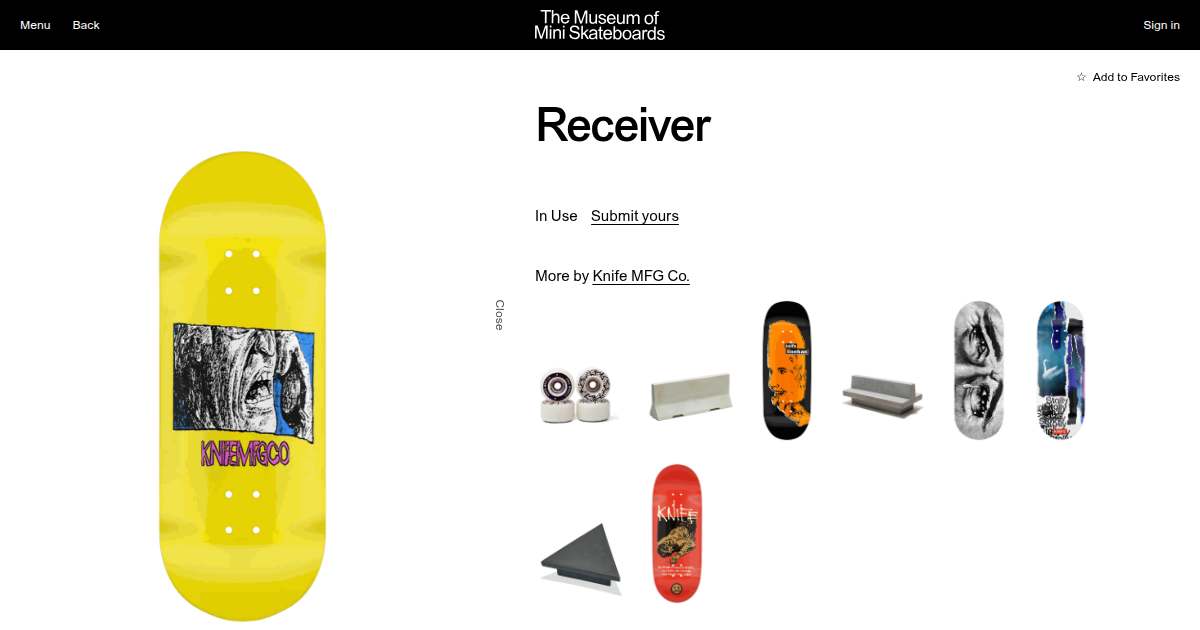 Menu
Back
The Museum of
Mini Skateboards
Sign in
☆ Add to Favorites
Receiver
In Use Submit yours
More by Knife MFG Co.
Close
KNIFEMFGCO
KNIFE